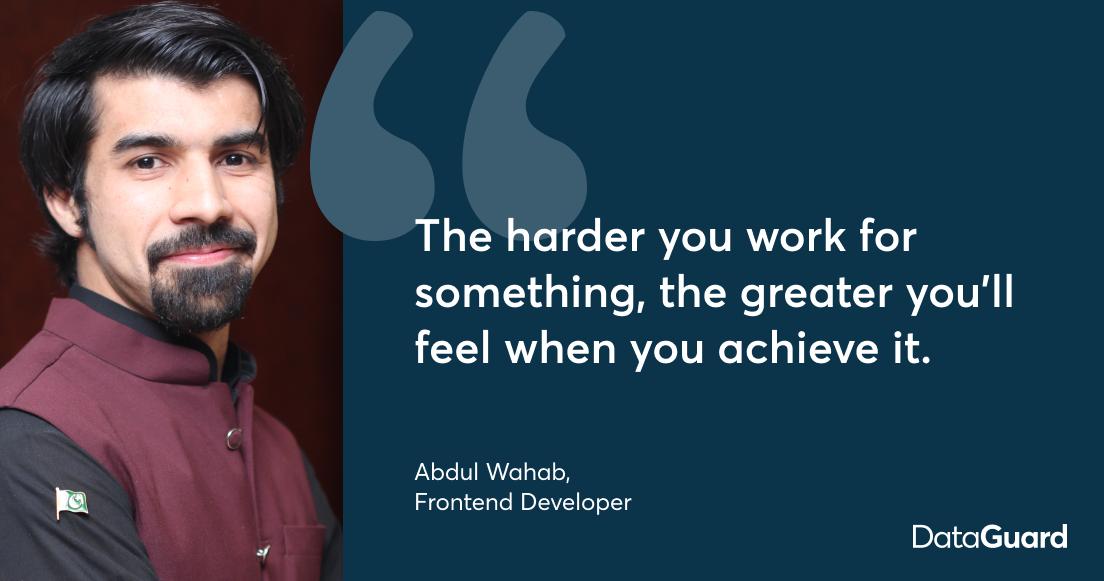 The harder you work for
something, the greater you’ll
feel when you achieve it.
Abdul Wahab,
Frontend Developer
DataGuard